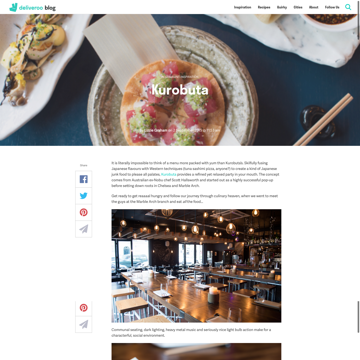 deliveroo blog
Inspiration Recipes Quirky Cities About Follow Us
Kurobuta
Share
It is literally impossible to think of a menu more packed with yum than Kurobuta's. Skilfully fusing
Japanese flavours with Western techniques (tuna sashimi pizza, anyone?) to create a kind of Japanese
junk food to please all palates, Kurobuta provides a refined yet relaxed party in your mouth. The concept
comes from Australian ex-Nobu chef Scott Hallsworth and started out as a highly successful pop up
before settling down roots in Chelsea and Marble Arch.
Get ready to get reaaaal hungry and follow our journey through culinary heaven, when we went to meet
the guys at the Marble Arch branch and eat all the food...
Communal seating, dark lighting, heavy metal music and seriously nice light bulb action make for a
characterful, social environment.